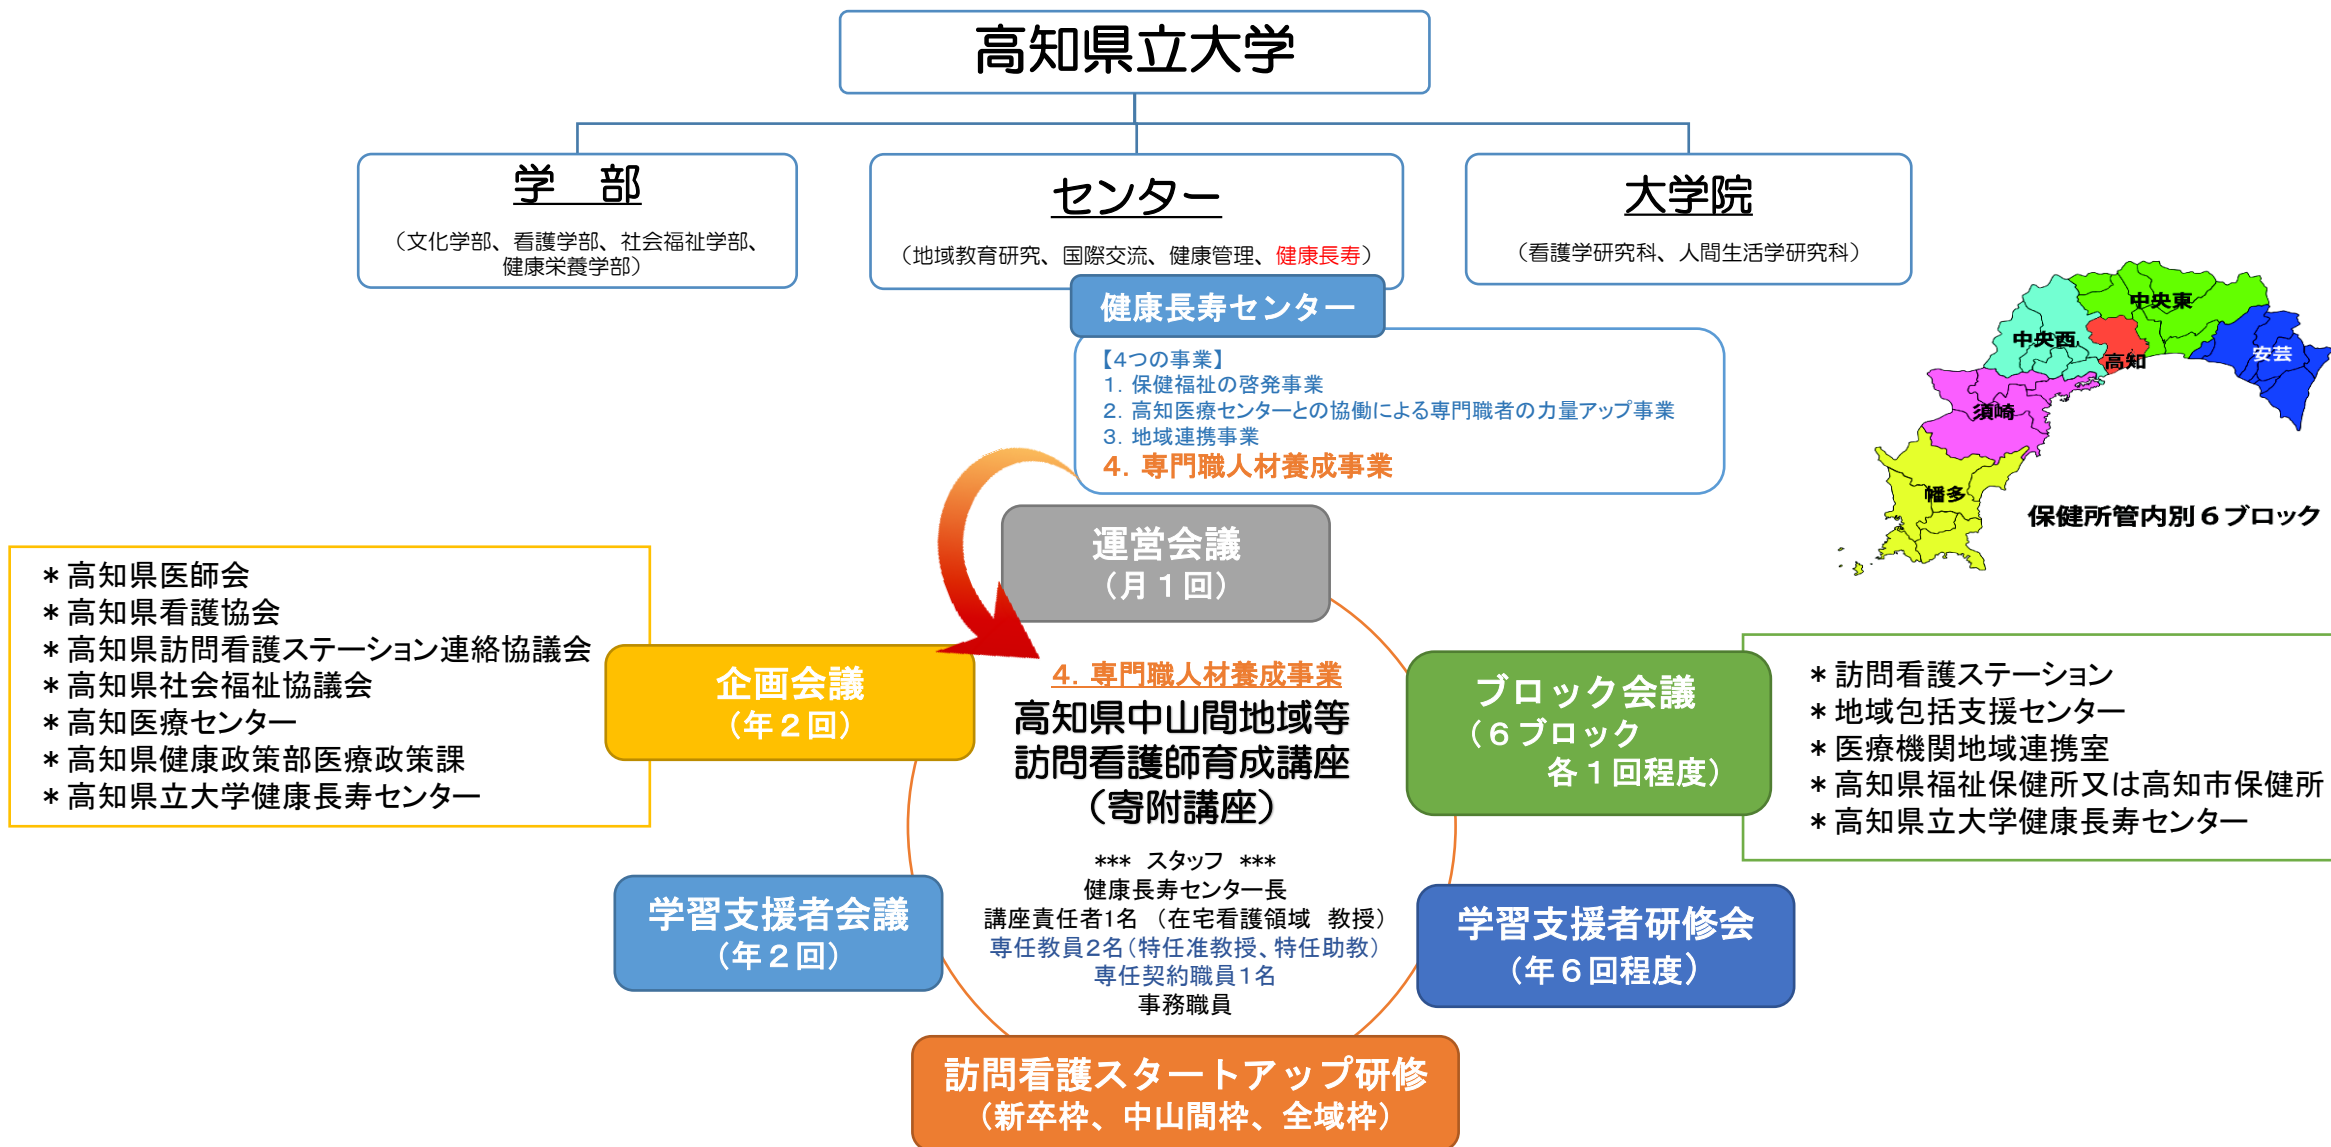 高知県立大学
学　部
（文化学部、看護学部、社会福祉学部、
健康栄養学部）
センター
（地域教育研究、国際交流、健康管理、健康長寿）
大学院
（看護学研究科、人間生活学研究科）
健康長寿センター
【4つの事業】
1. 保健福祉の啓発事業
2. 高知医療センターとの協働による専門職者の力量アップ事業
3. 地域連携事業
4. 専門職人材養成事業
中央東
中央西
高知
安芸
須崎
幡多
保健所管内別６ブロック
運営会議
（月１回）
＊高知県医師会
＊高知県看護協会
＊高知県訪問看護ステーション連絡協議会
＊高知県社会福祉協議会
＊高知医療センター
＊高知県健康政策部医療政策課
＊高知県立大学健康長寿センター
企画会議
（年２回）
4. 専門職人材養成事業
高知県中山間地域等
訪問看護師育成講座
（寄附講座）
*** スタッフ ***
健康長寿センター長
講座責任者1名 （在宅看護領域　教授）
専任教員2名（特任准教授、特任助教）
専任契約職員1名
事務職員
ブロック会議
（６ブロック
各１回程度）
＊訪問看護ステーション
＊地域包括支援センター
＊医療機関地域連携室
＊高知県福祉保健所又は高知市保健所
＊高知県立大学健康長寿センター
学習支援者会議
（年２回）
学習支援者研修会
（年６回程度）
訪問看護スタートアップ研修
（新卒枠、中山間枠、全域枠）